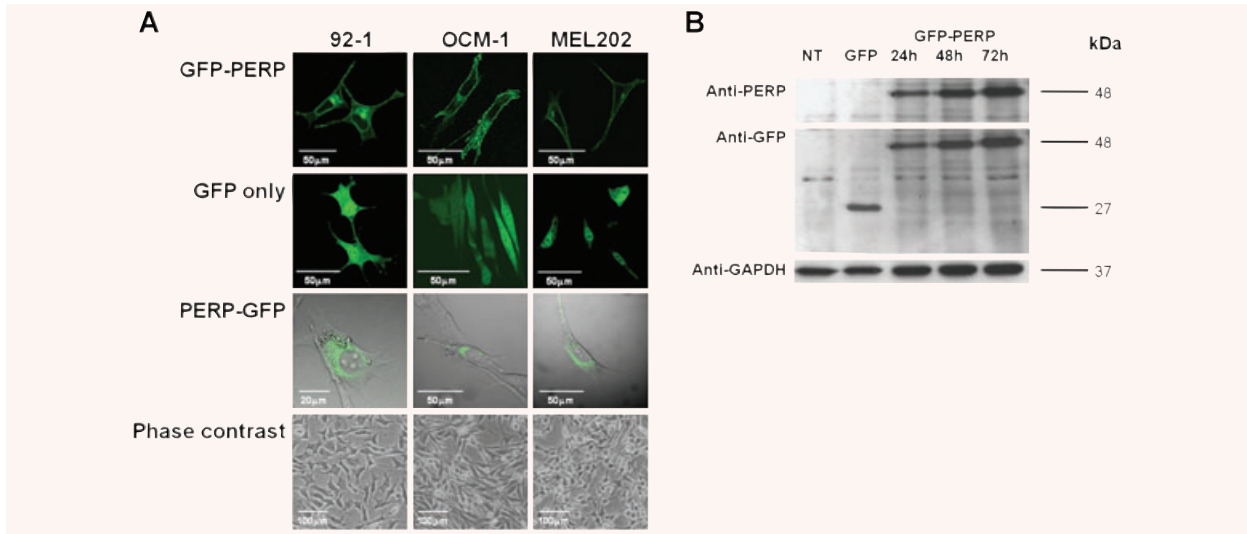 A
92-1 OCM-1 MEL202
GFP-PERP
50µm 50µm 50µm
GFP only
50µm 50µm 50µm
PERP-GFP
20µm 50µm 50µm
Phase contrast
100µm 100µm 100µm
B
GFP-PERP
NT GFP 24h 48h 72h kDa
Anti-PERP 48
Anti-GFP 48
27
Anti-GAPDH 37